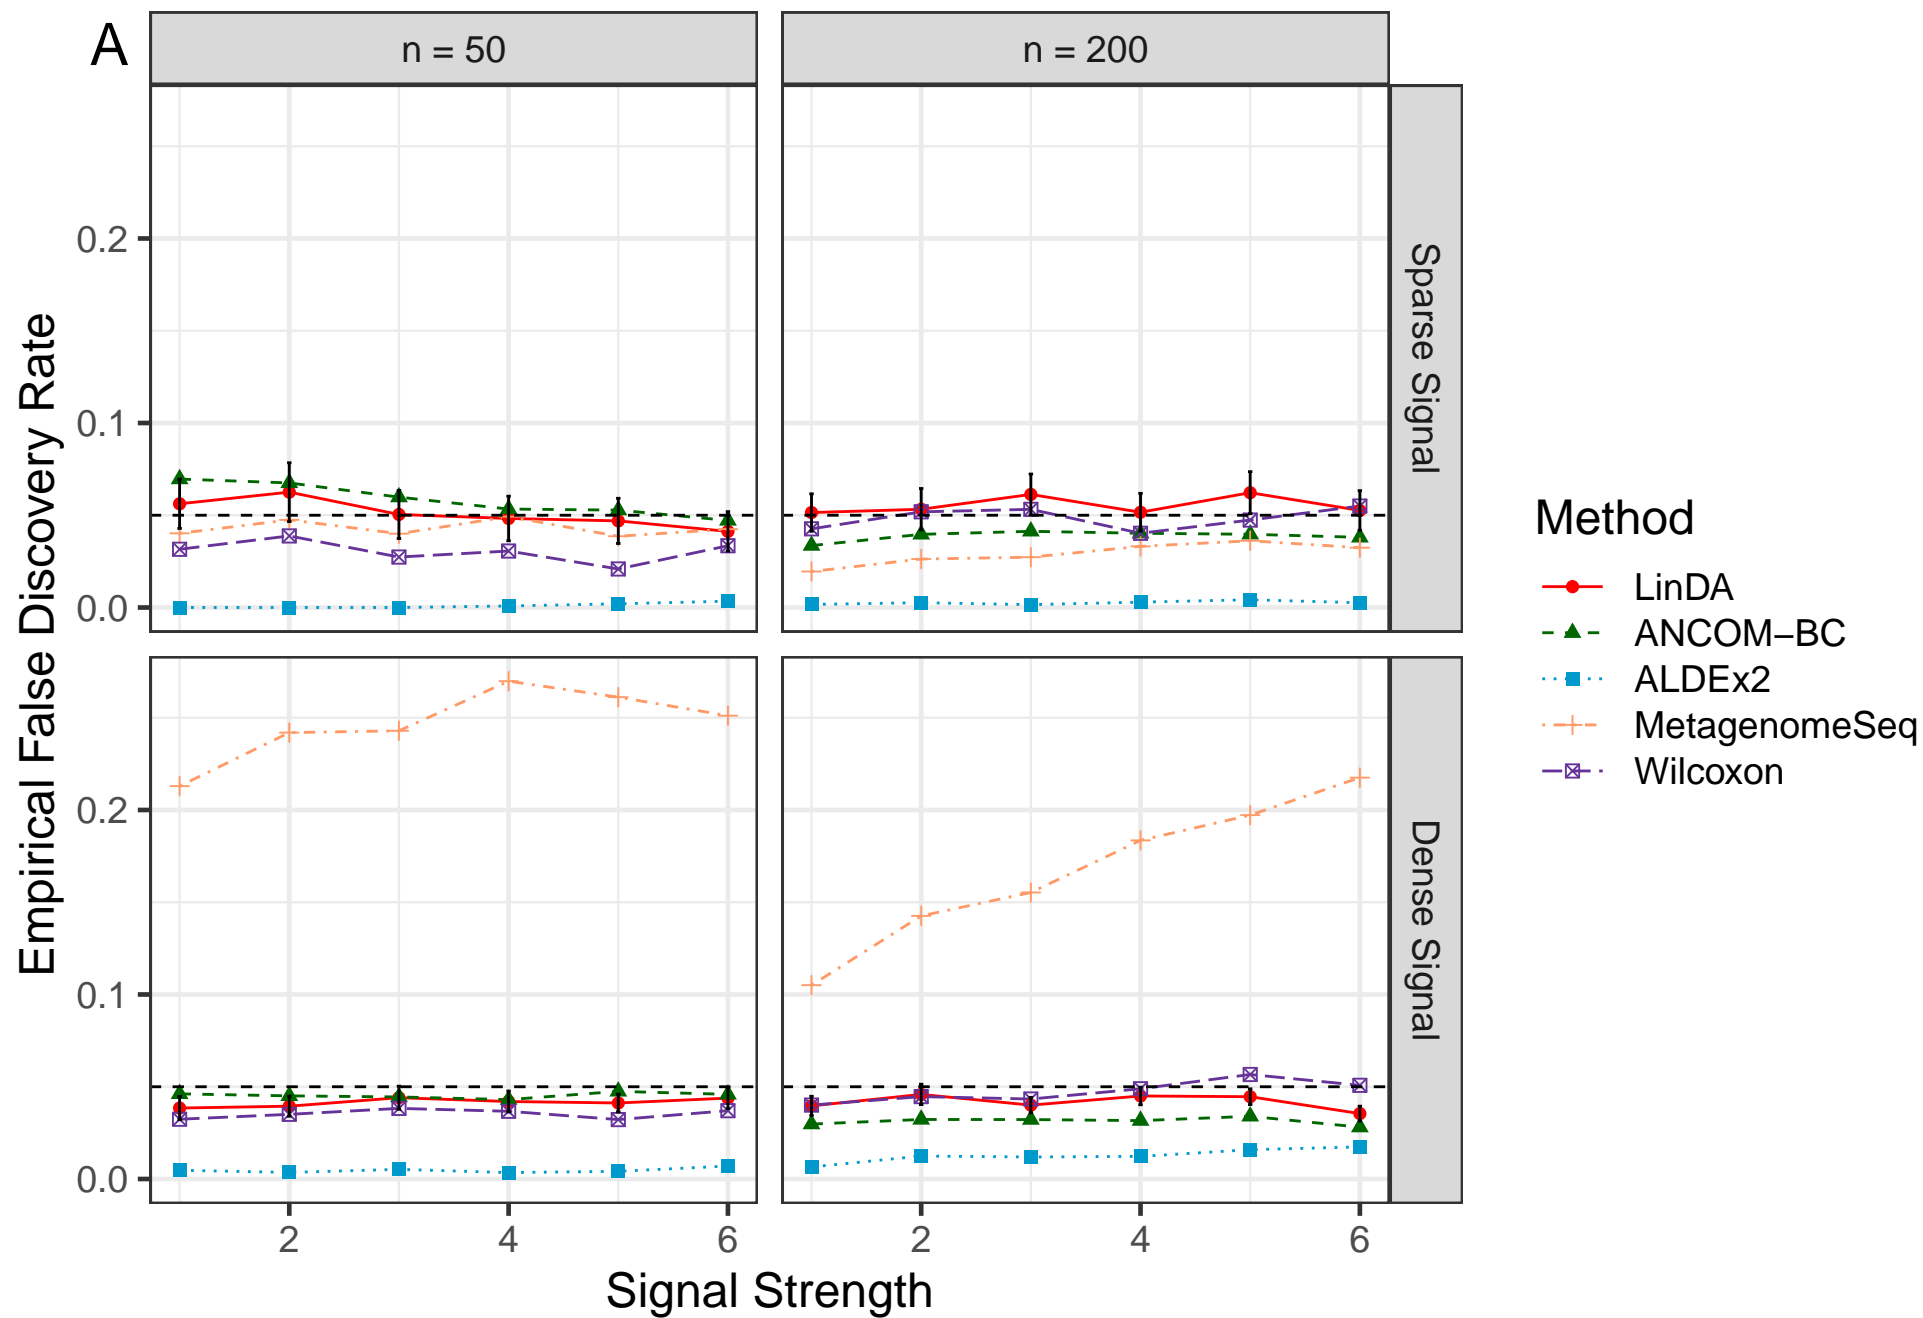 A
n = 50
n = 200
Sparse Signal
Dense Signal
Empirical False Discovery Rate
0.2
0.1
0.0
0.2
0.1
0.0
2
4
6
2
4
6
Signal Strength
Method
LinDA
ANCOM−BC
ALDEx2
MetagenomeSeq
Wilcoxon